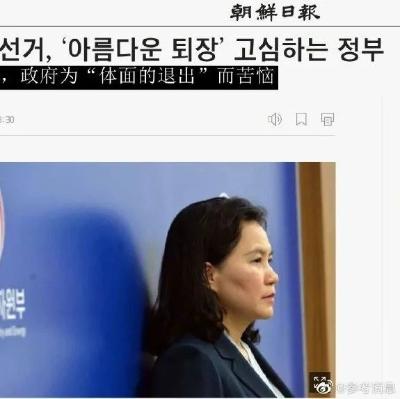 朝鮮日報
선거, ‘아름다운 퇴장’ 고심하는 정부
，政府为“体面的退出”而苦恼
:30
자원부
y and Energy
@参考消息